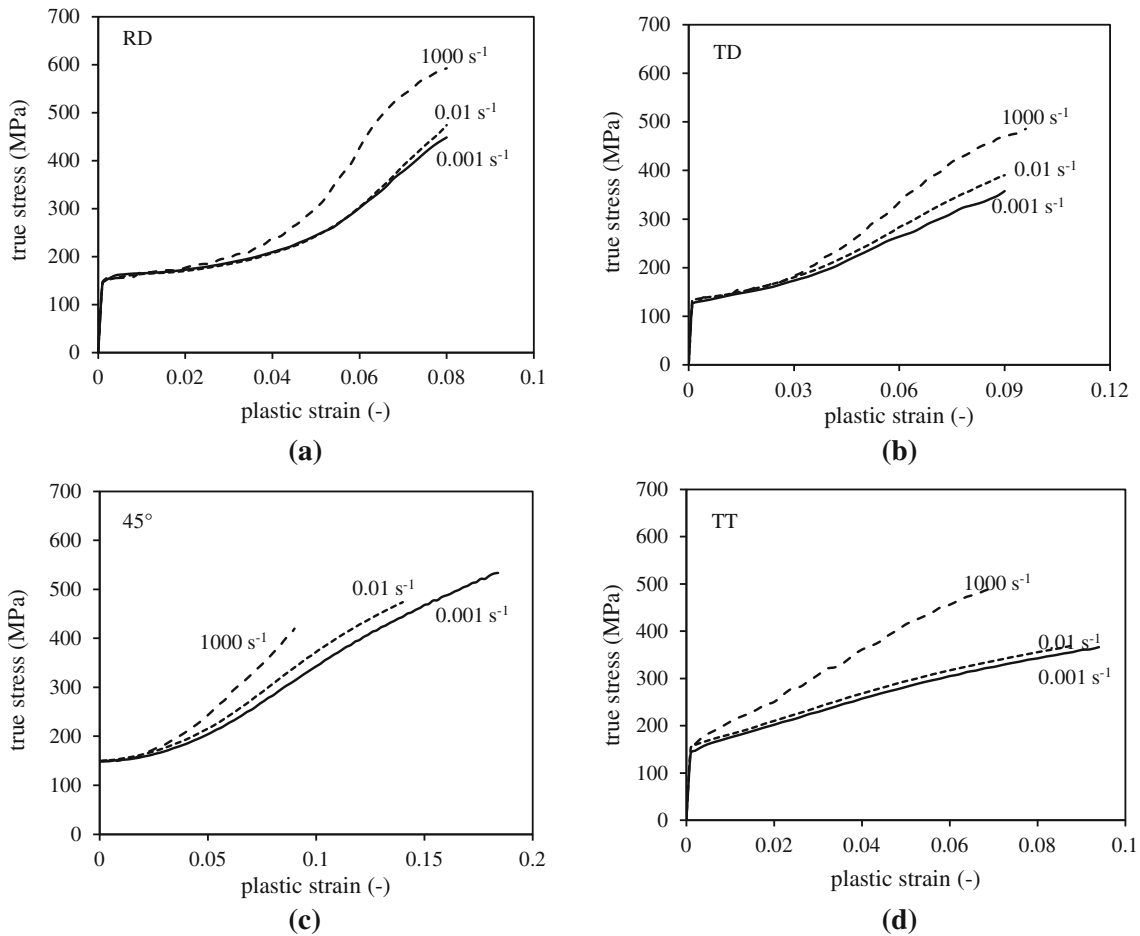 700
600
500
400
300
200
100
0
true stress (MPa)
RD
1000 s⁻¹
0.01 s⁻¹
0.001 s⁻¹
0 0.02 0.04 0.06 0.08 0.1
plastic strain (-)
(a)
700
600
500
400
300
200
100
0
true stress (MPa)
TD
1000 s⁻¹
0.01 s⁻¹
0.001 s⁻¹
0 0.03 0.06 0.09 0.12
plastic strain (-)
(b)
700
600
500
400
300
200
100
0
true stress (MPa)
45°
1000 s⁻¹
0.01 s⁻¹
0.001 s⁻¹
0 0.05 0.1 0.15 0.2
plastic strain (-)
(c)
700
600
500
400
300
200
100
0
true stress (MPa)
TT
1000 s⁻¹
0.01 s⁻¹
0.001 s⁻¹
0 0.02 0.04 0.06 0.08 0.1
plastic strain (-)
(d)